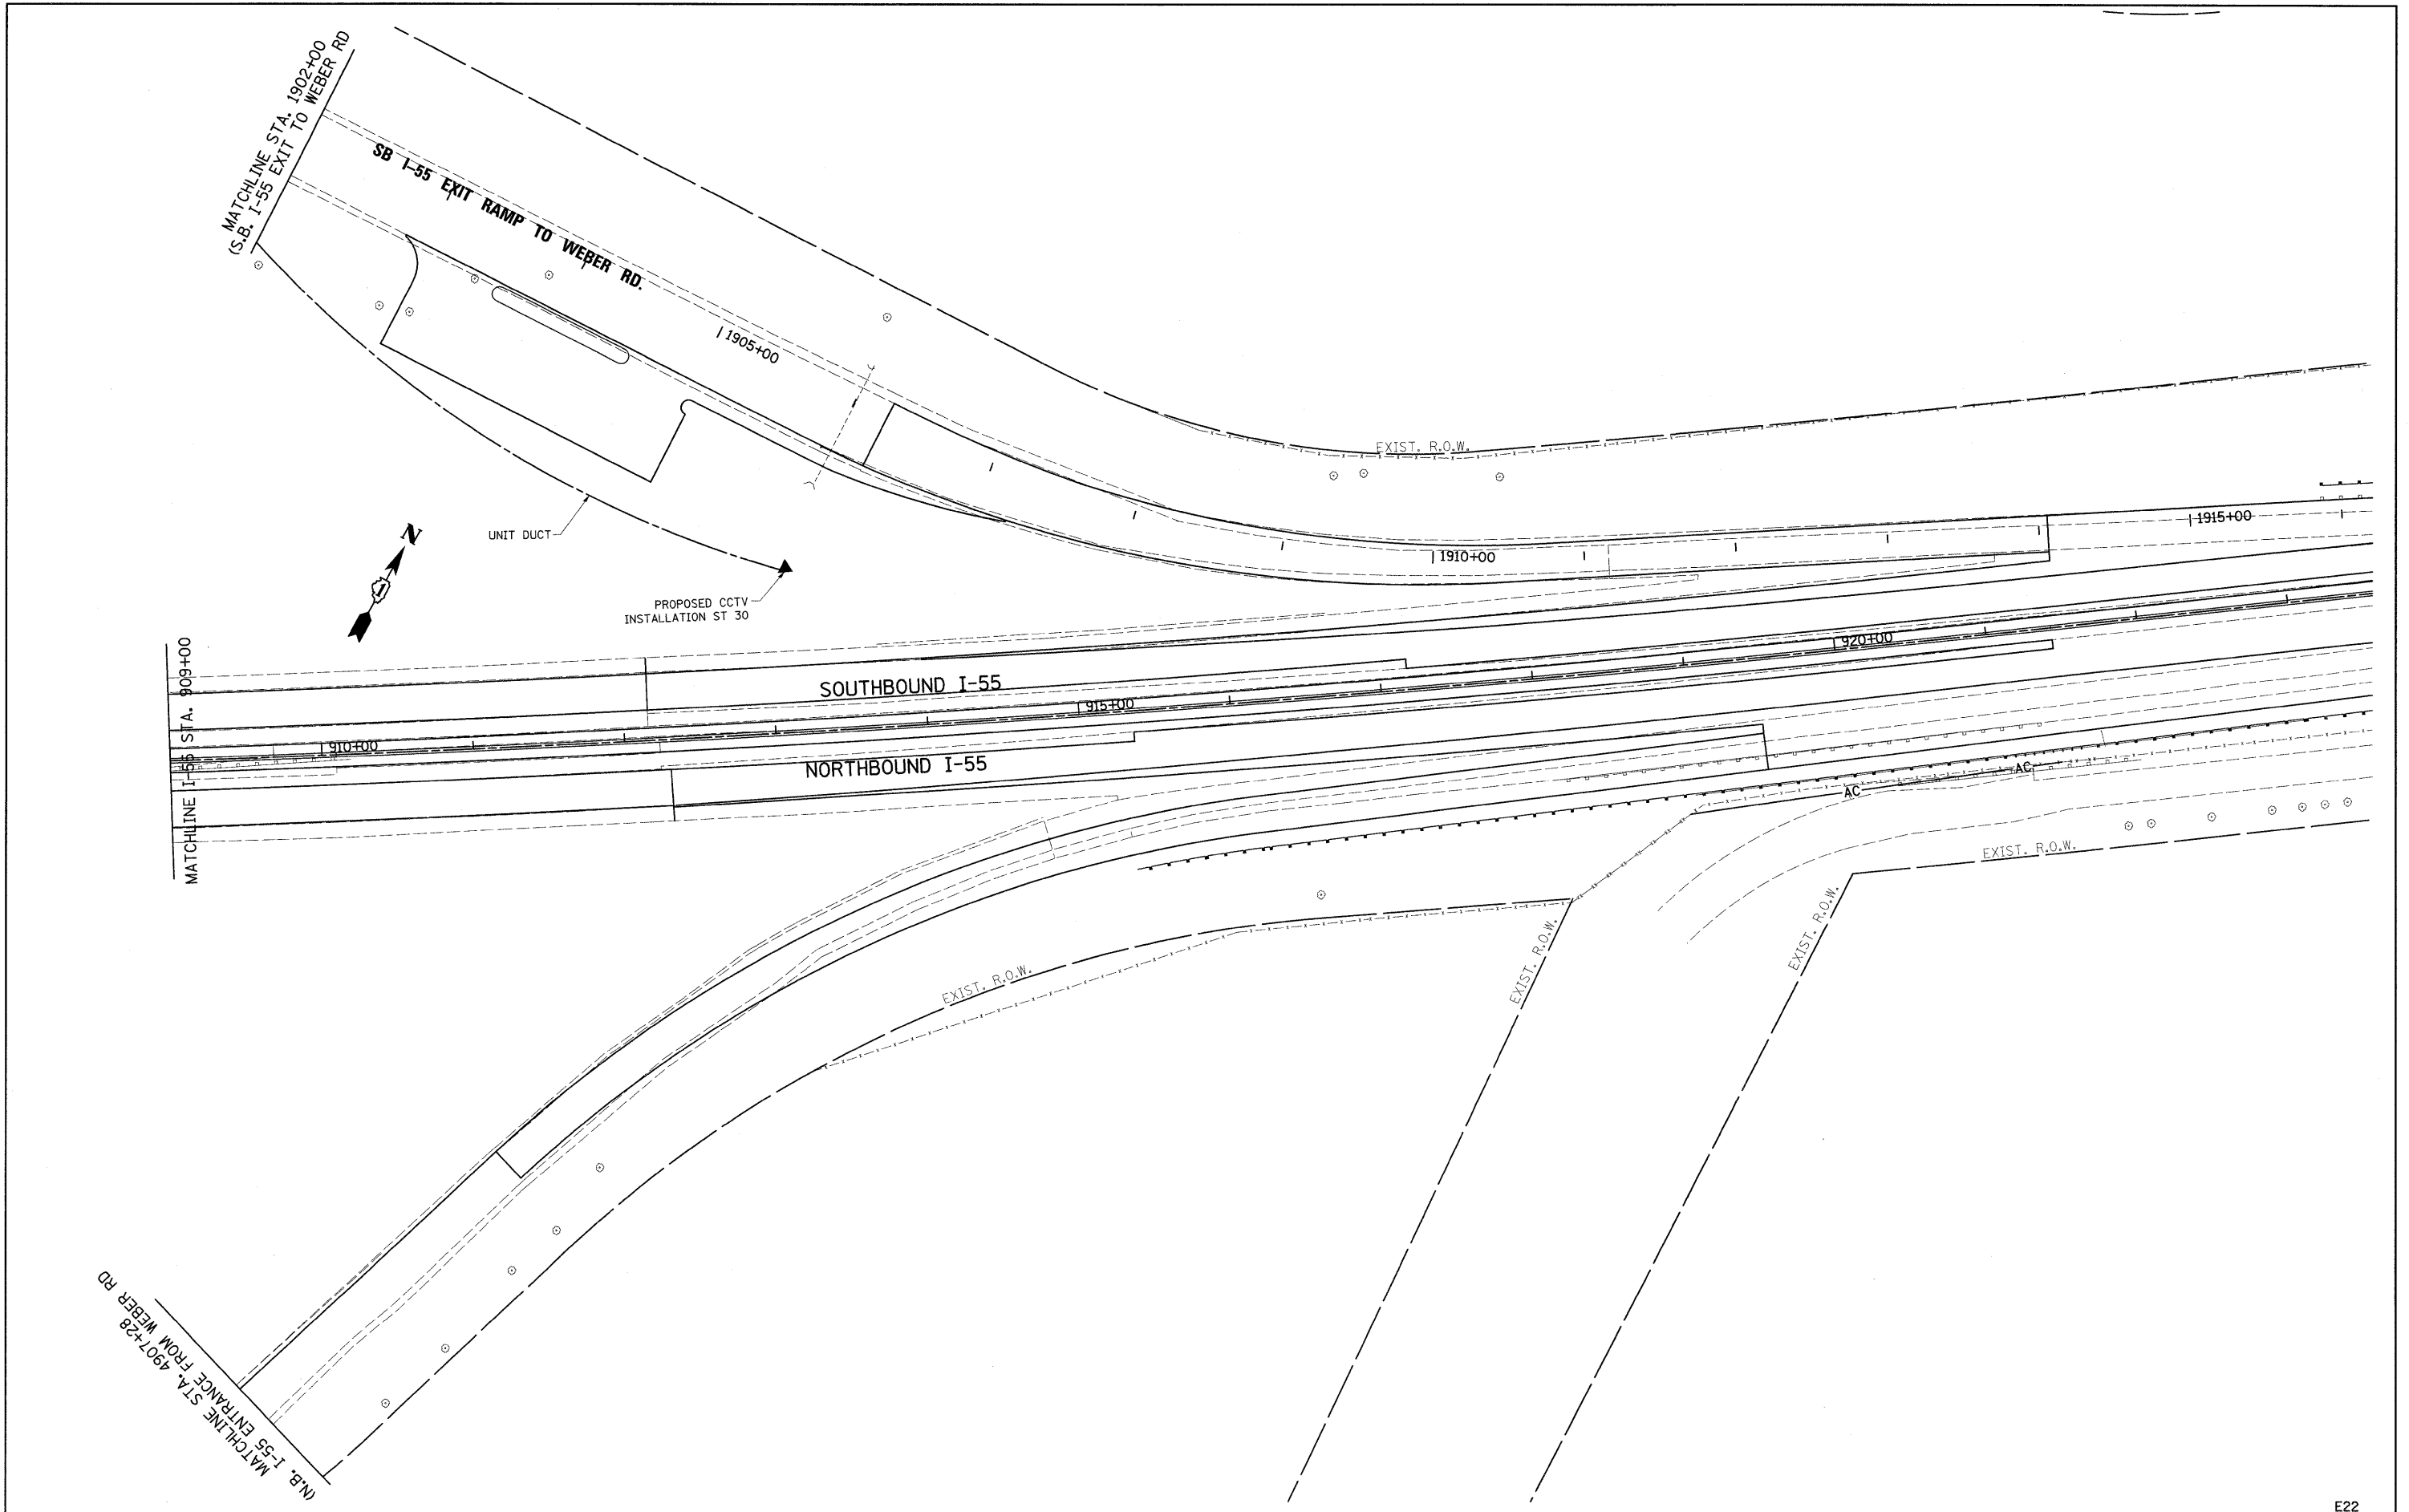 MATCHLINE STA. 1902+00
(S.B. I-55 EXIT TO WEBER RD
SB I-55 EXIT RAMP TO WEBER RD.
1905+00
EXIST. R.O.W.
1910+00
1915+00
UNIT DUCT
N
1
PROPOSED CCTV
INSTALLATION ST 30
MATCHLINE I-55 STA. 909+00
SOUTHBOUND I-55
910+00
915+00
920+00
NORTHBOUND I-55
AC
AC
EXIST. R.O.W.
EXIST. R.O.W.
EXIST. R.O.W.
EXIST. R.O.W.
MATCHLINE STA. 4907+28
(N.B. I-55 ENTRANCE FROM WEBER RD
E22